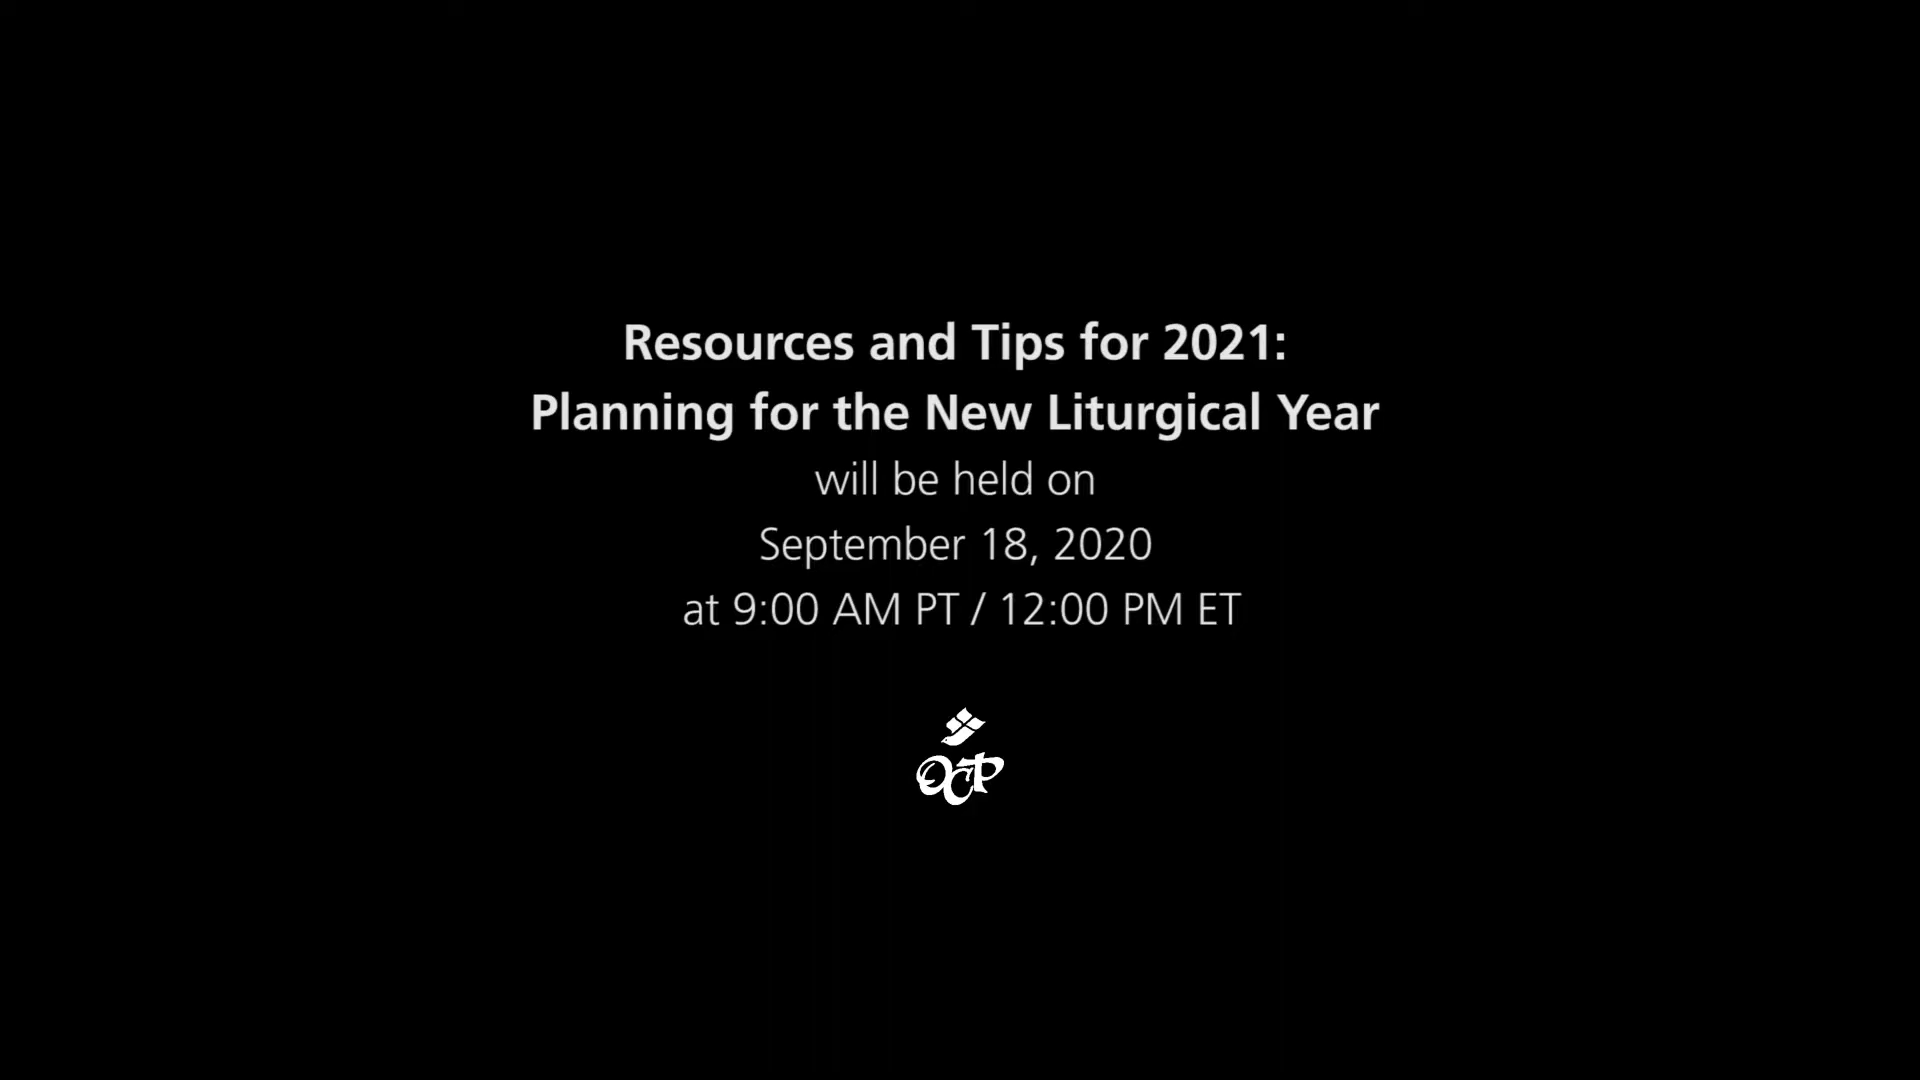 Resources and Tips for 2021:
Planning for the New Liturgical Year
will be held on
September 18, 2020
at 9:00 AM PT / 12:00 PM ET
OCP